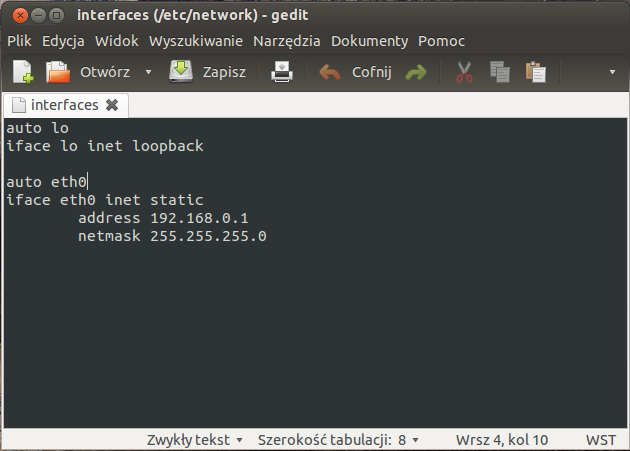 interfaces (/etc/network) - gedit
Plik Edycja Widok Wyszukiwanie Narzędzia Dokumenty Pomoc
Otwórz Zapisz Cofnij
interfaces
auto lo
iface lo inet loopback
auto eth0
iface eth0 inet static
address 192.168.0.1
netmask 255.255.255.0
Zwykły tekst Szerokość tabulacji: 8 Wrsz 4, kol 10 WST